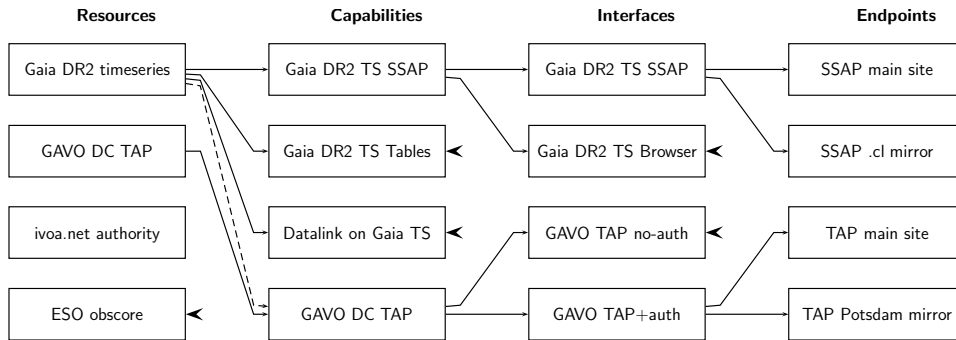 Resources Capabilities Interfaces Endpoints
Gaia DR2 timeseries Gaia DR2 TS SSAP Gaia DR2 TS SSAP SSAP main site
GAVO DC TAP Gaia DR2 TS Tables Gaia DR2 TS Browser SSAP .cl mirror
ivoa.net authority Datalink on Gaia TS GAVO TAP no-auth TAP main site
ESO obscore GAVO DC TAP GAVO TAP+auth TAP Potsdam mirror